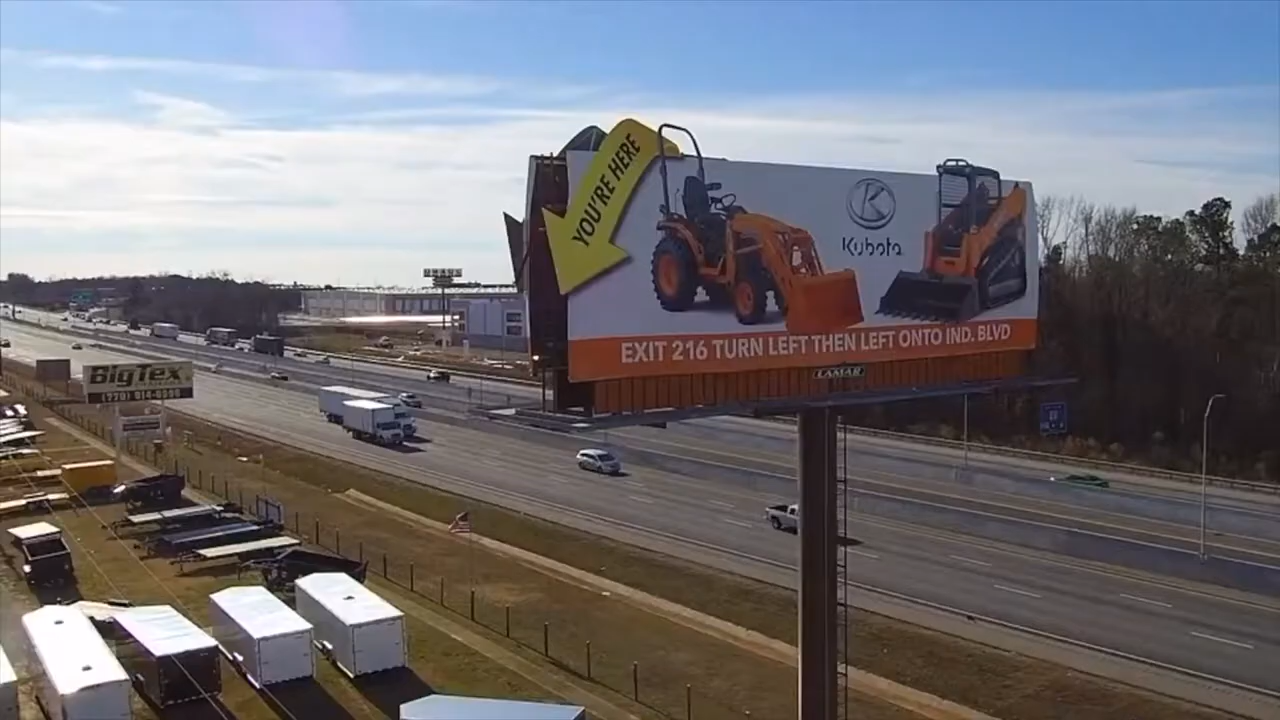 YOU'RE HERE
Kubota
EXIT 216 TURN LEFT THEN LEFT ONTO IND. BLVD
LAMAR
BigTex